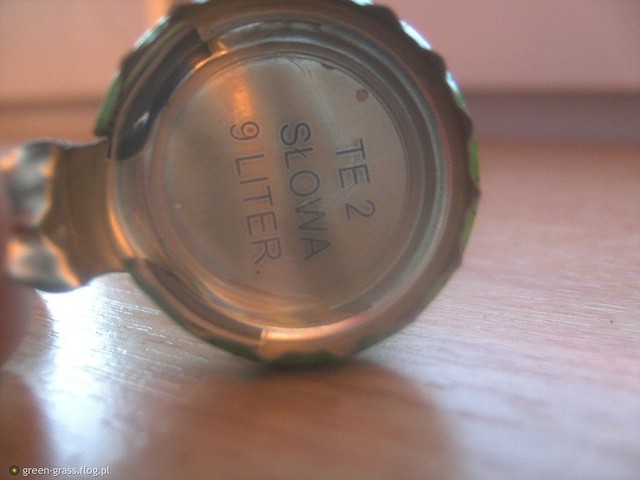 TE 2
SŁOWA
9 LITER.
green-grass.flog.pl